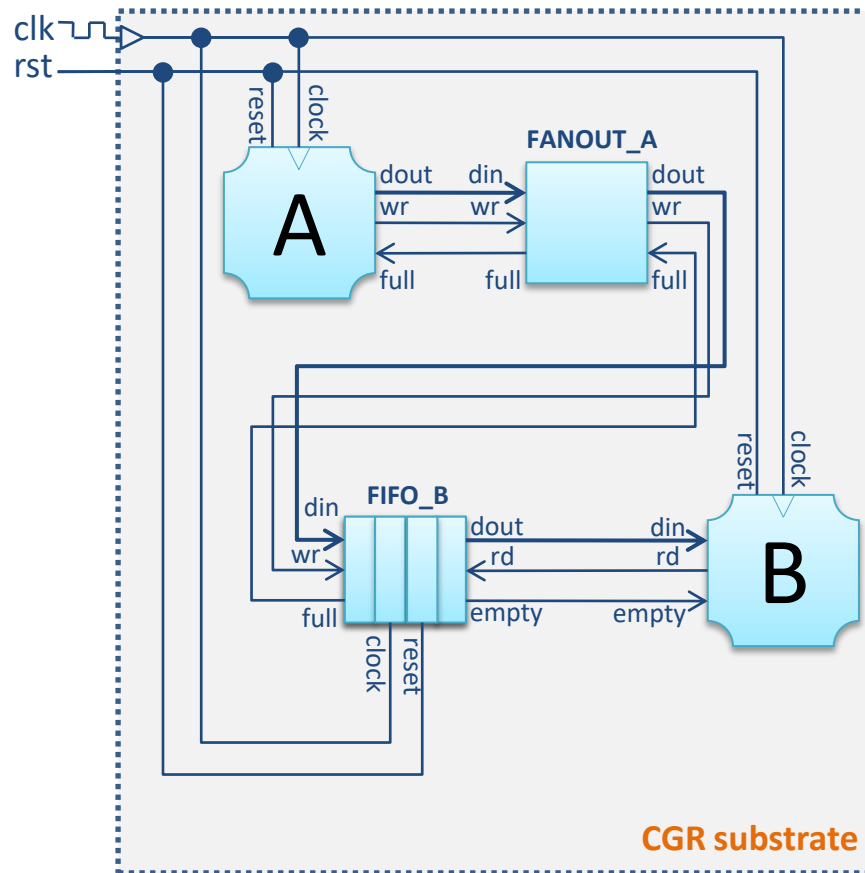 clk
rst
reset
clock
FANOUT_A
dout
din
dout
wr
wr
wr
A
full
full
full
reset
clock
FIFO_B
din
dout
din
wr
rd
rd
B
full
empty
empty
clock
reset
CGR substrate